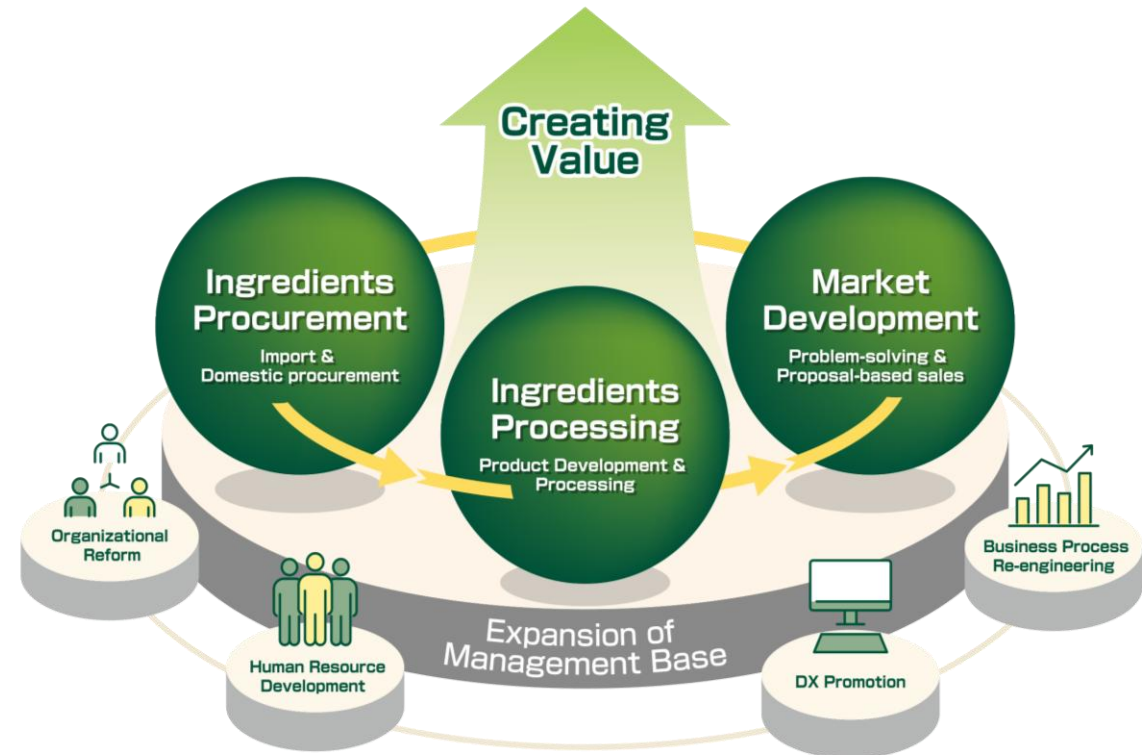 Creating
Value
Ingredients
Procurement
Import &
Domestic procurement
Ingredients
Processing
Product Development &
Processing
Market
Development
Problem-solving &
Proposal-based sales
Organizational
Reform
Human Resource
Development
Expansion of
Management Base
DX Promotion
Business Process
Re-engineering